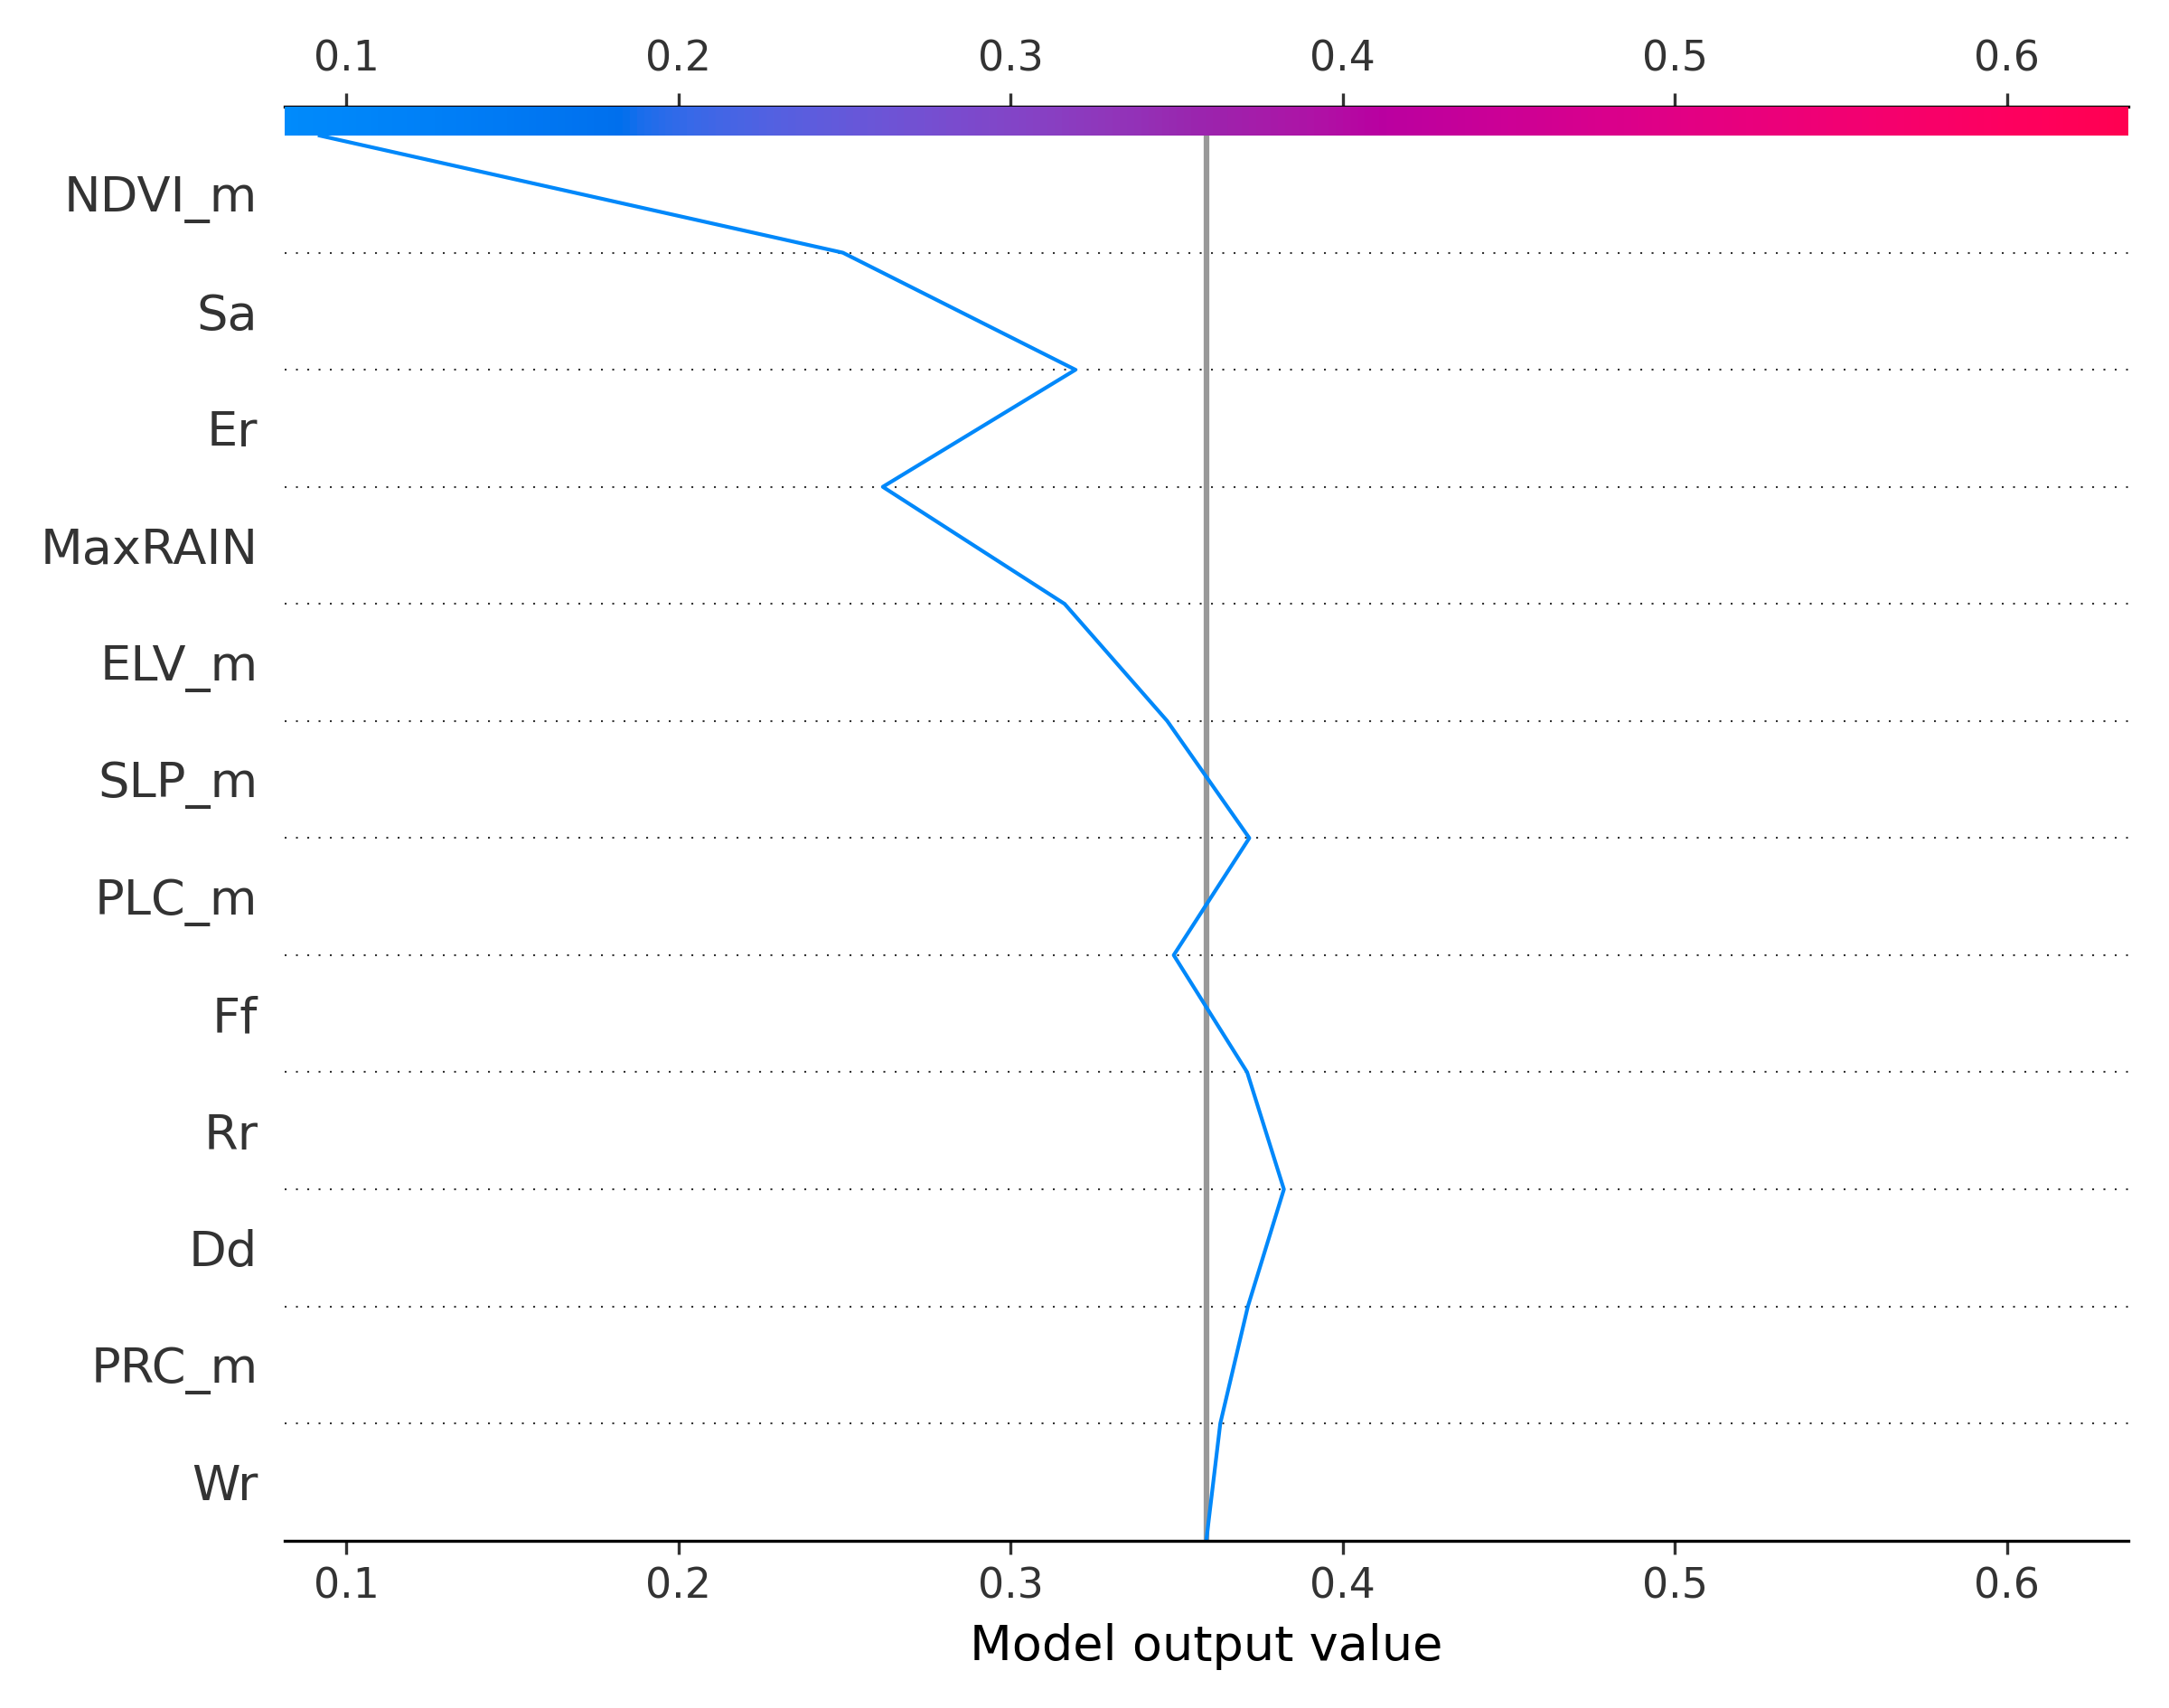 0.1 0.2 0.3 0.4 0.5 0.6
NDVI_m
Sa
Er
MaxRAIN
ELV_m
SLP_m
PLC_m
Ff
Rr
Dd
PRC_m
Wr
0.1 0.2 0.3 0.4 0.5 0.6
Model output value